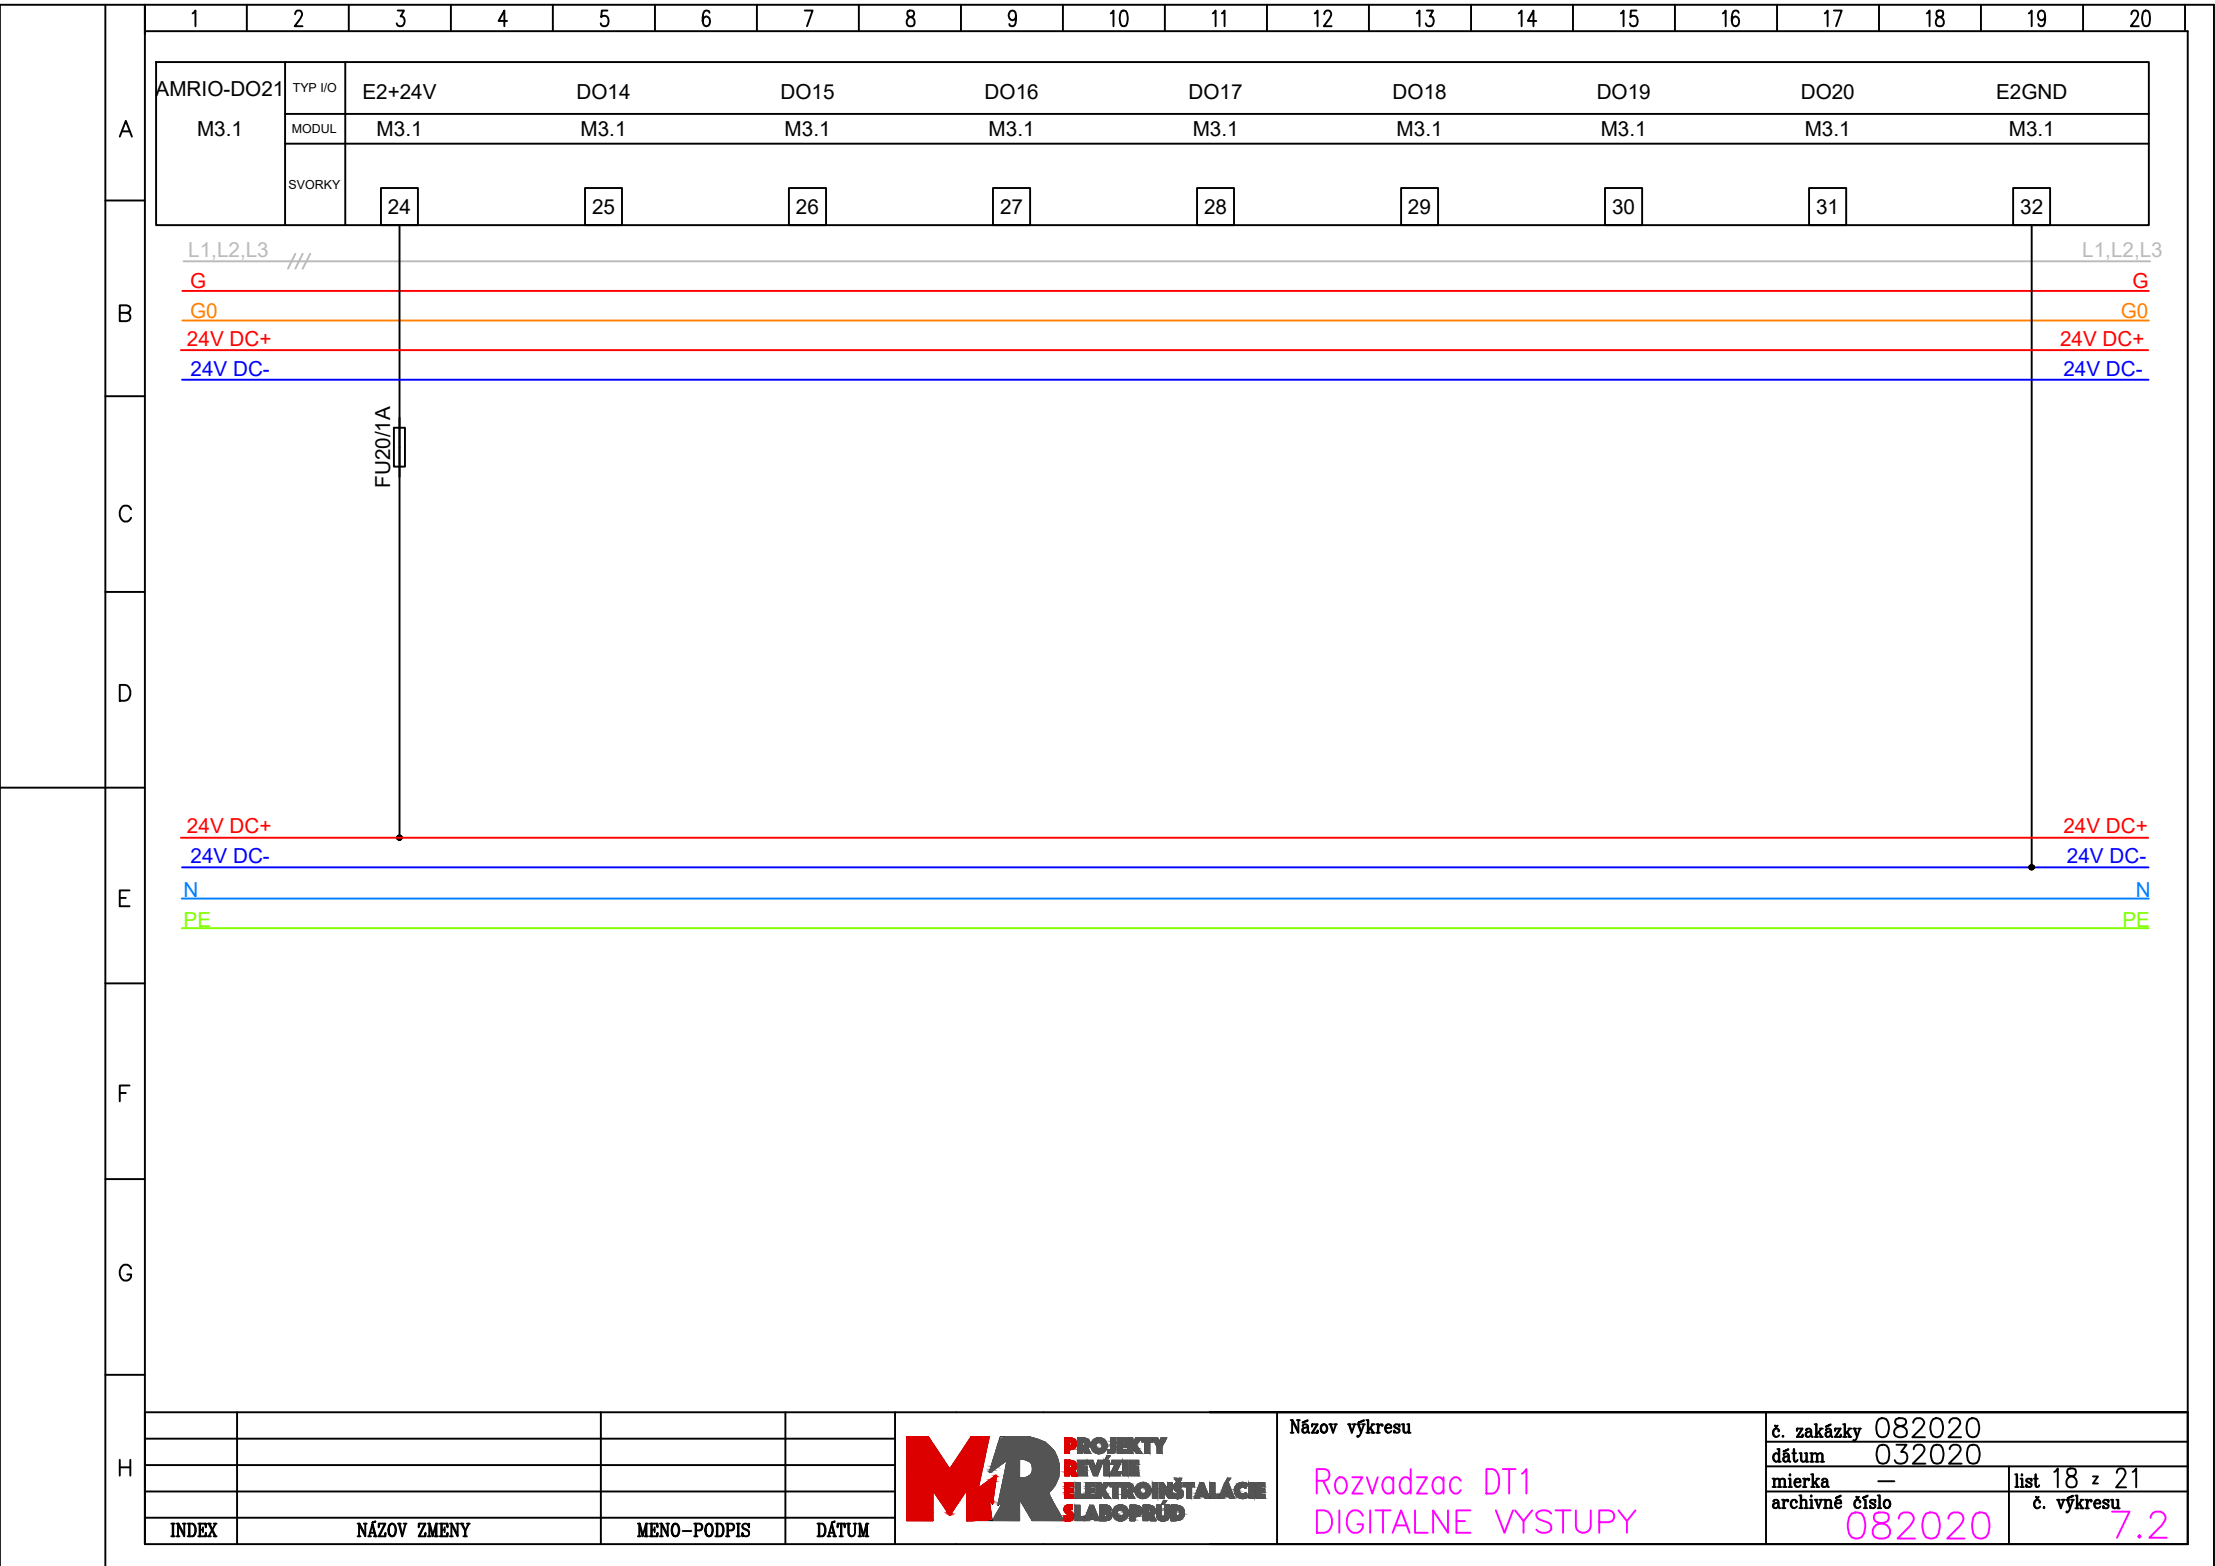 1 2 3 4 5 6 7 8 9 10 11 12 13 14 15 16 17 18 19 20
AMRIO-DO21 TYP I/O E2+24V DO14 DO15 DO16 DO17 DO18 DO19 DO20 E2GND
A M3.1 MODUL M3.1 M3.1 M3.1 M3.1 M3.1 M3.1 M3.1 M3.1 M3.1
SVORKY
24 25 26 27 28 29 30 31 32
L1,L2,L3 L1,L2,L3
G G
B G0 G0
24V DC+ 24V DC+
24V DC- 24V DC-
FU20/1A
C
D
24V DC+ 24V DC+
24V DC- 24V DC-
E N N
PE PE
F
G
H
INDEX NÁZOV ZMENY MENO-PODPIS DÁTUM
MR
PROJEKTY
REVÍZIE
ELEKTROINŠTALÁCIE
SLABOPRÚD
Názov výkresu
Rozvadzac DT1
DIGITALNE VYSTUPY
č. zakázky 082020
dátum 032020
mierka — list 18 z 21
archivné číslo č. výkresu
082020 7.2